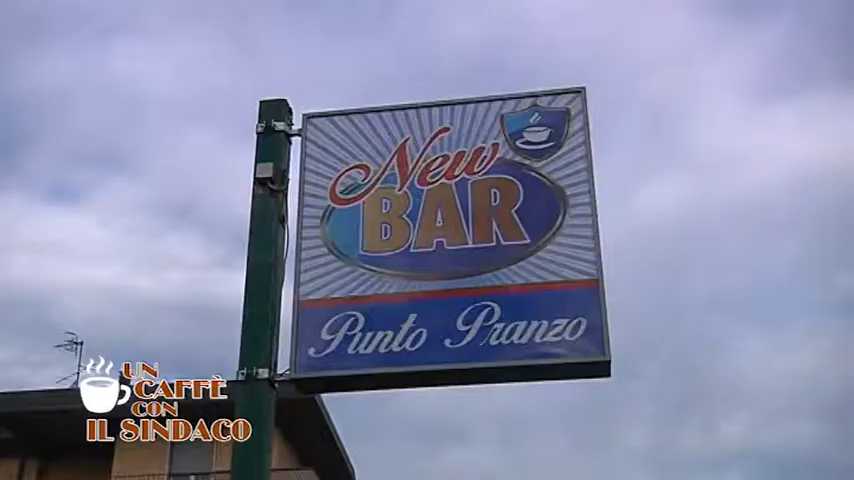 New
BAR
Punto Pranzo
UN
CAFFÈ
CON
IL SINDACO